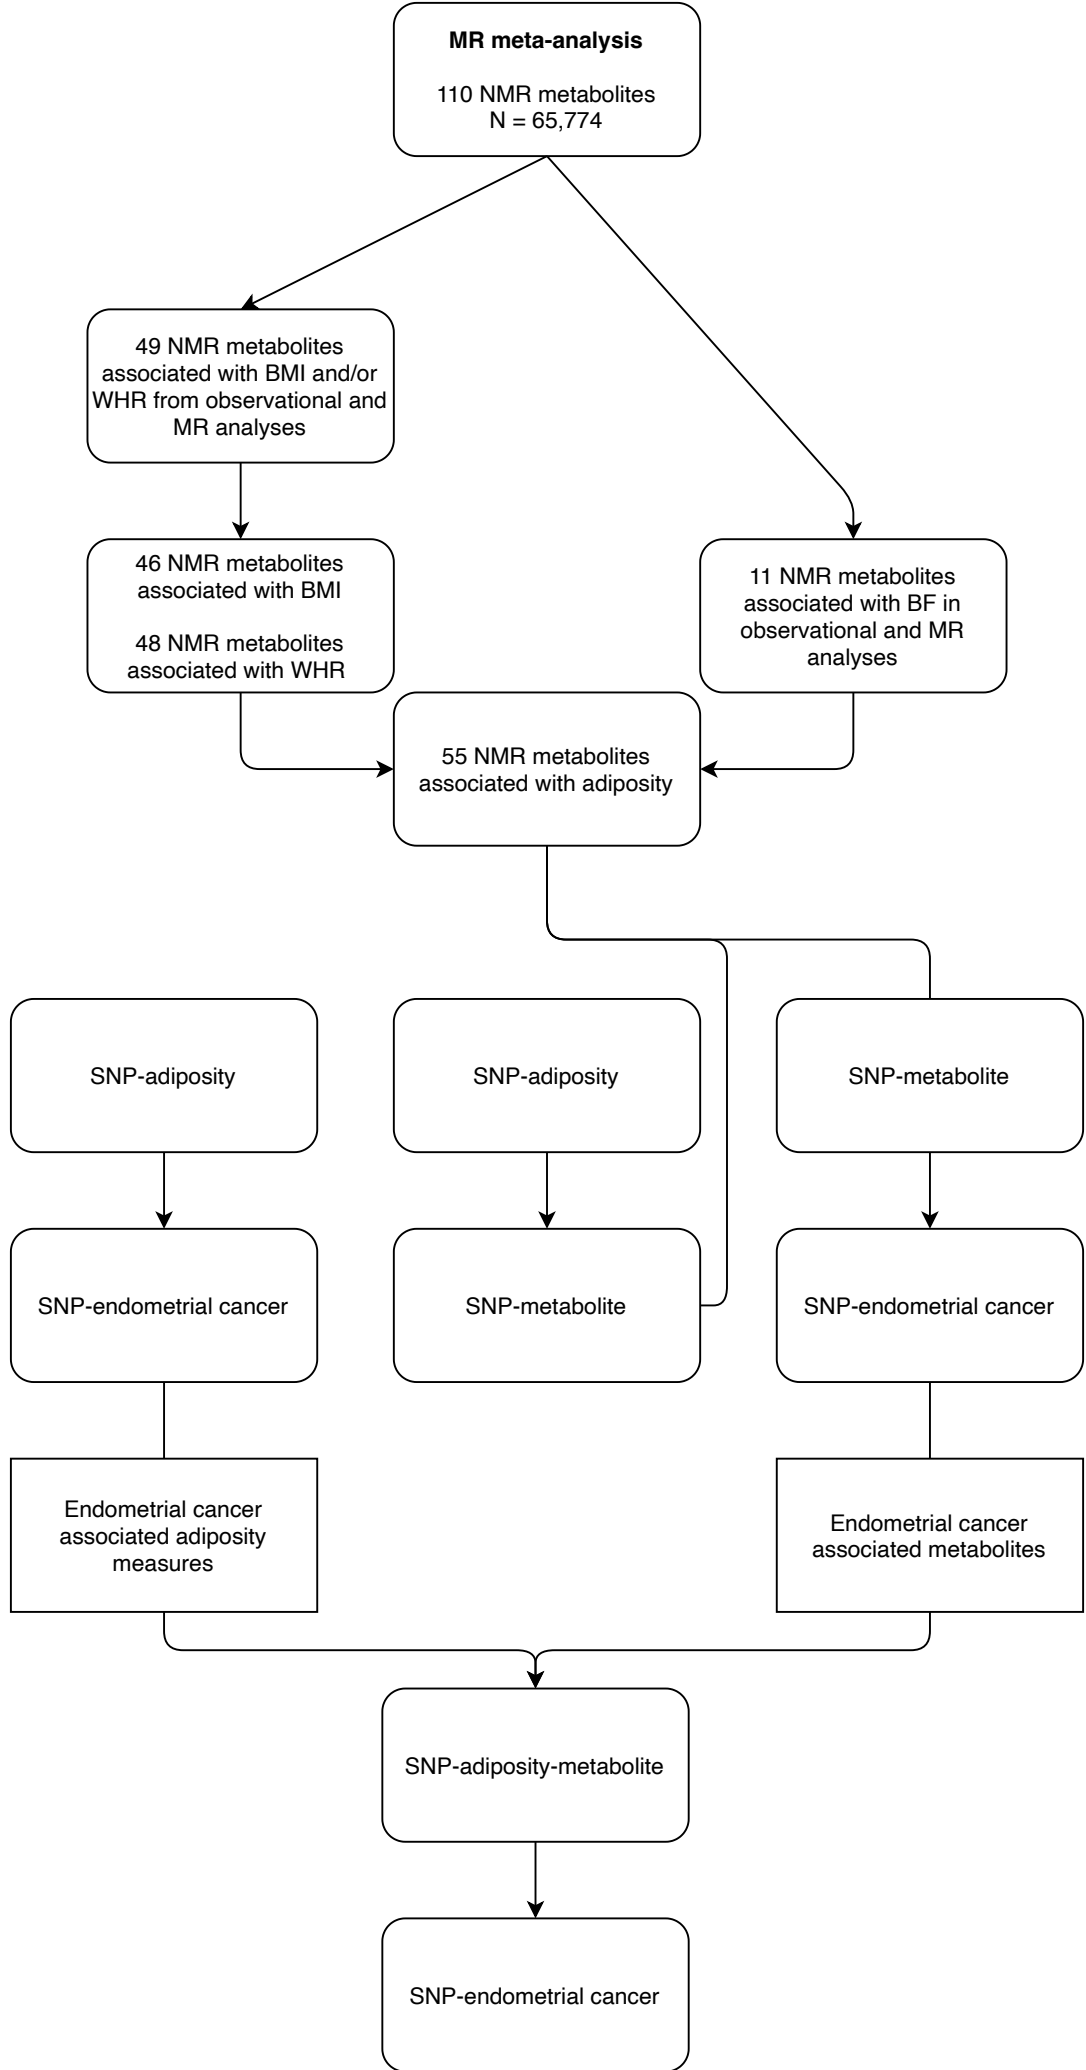 MR meta-analysis
110 NMR metabolites
N = 65,774
49 NMR metabolites
associated with BMI and/or
WHR from observational and
MR analyses
46 NMR metabolites
associated with BMI
48 NMR metabolites
associated with WHR
11 NMR metabolites
associated with BF in
observational and MR
analyses
55 NMR metabolites
associated with adiposity
SNP-adiposity
SNP-adiposity
SNP-metabolite
SNP-endometrial cancer
SNP-metabolite
SNP-endometrial cancer
Endometrial cancer
associated adiposity
measures
Endometrial cancer
associated metabolites
SNP-adiposity-metabolite
SNP-endometrial cancer